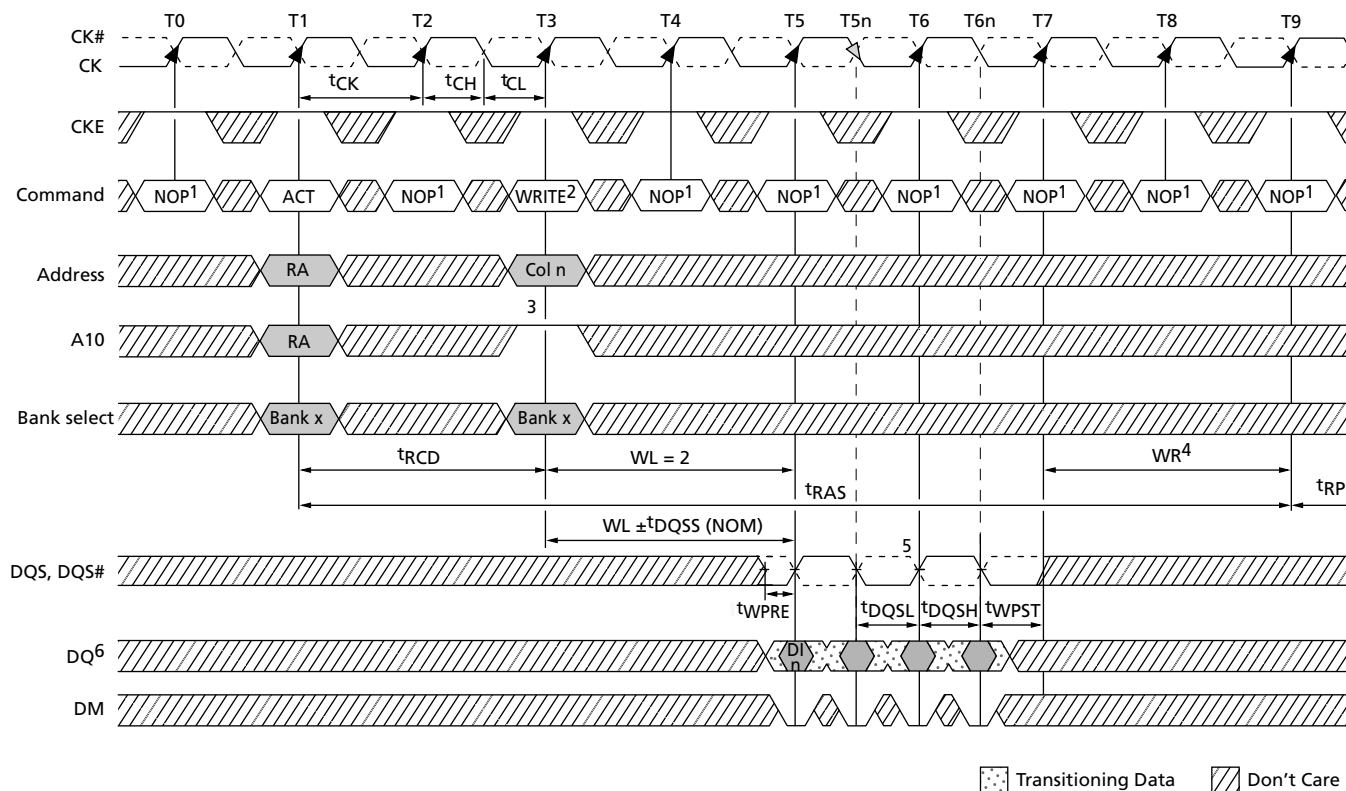 T0 T1 T2 T3 T4 T5 T5n T6 T6n T7 T8 T9
CK#
CK
tCK tCH tCL
CKE
Command NOP1 ACT NOP1 WRITE2 NOP1 NOP1 NOP1 NOP1 NOP1 NOP1
Address RA Col n
3
A10 RA
Bank select Bank x Bank x
tRCD WL = 2 WR4
tRAS tRP
WL ±tDQSS (NOM)
5
DQS, DQS#
tWPRE tDQSL tDQSH tWPST
DQ6 DI
n
DM
Transitioning Data Don't Care